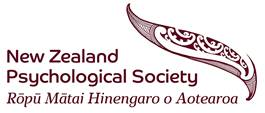 New Zealand
Psychological Society
Rōpū Mātai Hinengaro o Aotearoa